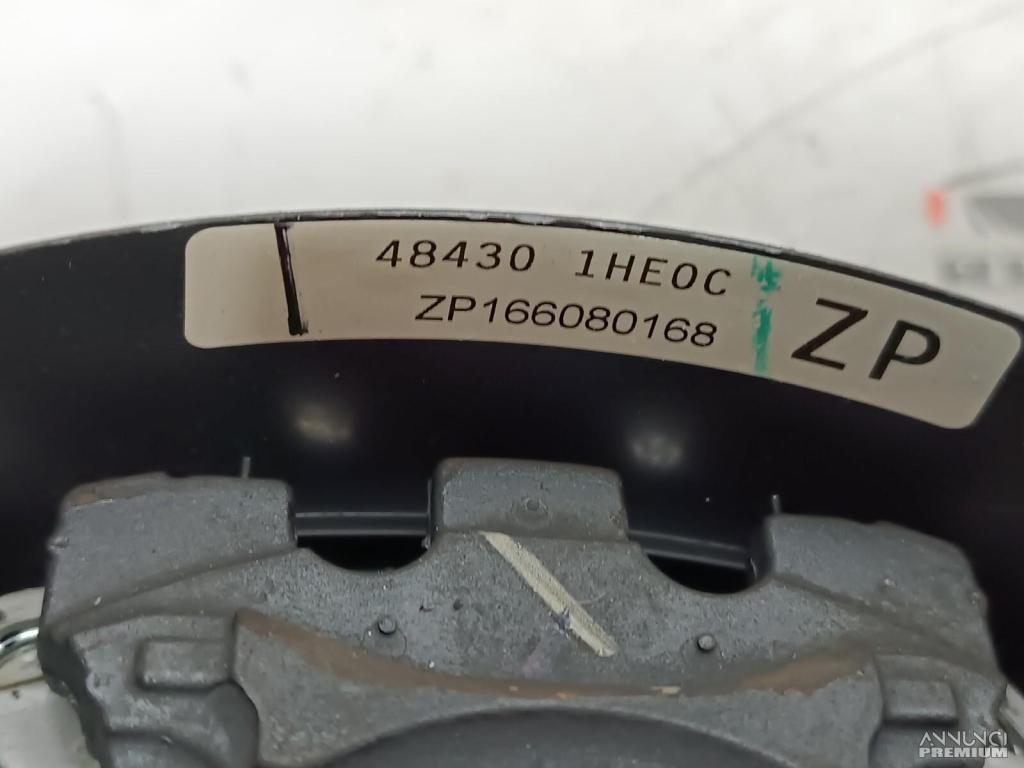 48430 1HE0C
ZP166080168
ZP
ANNUNCI
PREMIUM